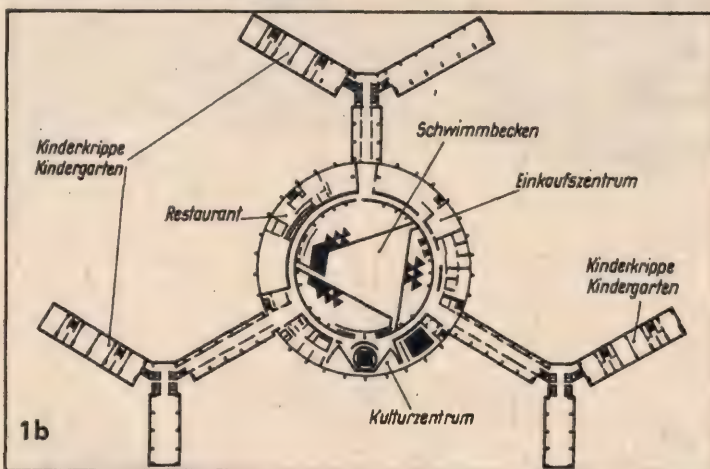 Schwimmbecken
Kinderkrippe
Kindergarten
Einkaufszentrum
Restaurant
Kinderkrippe
Kindergarten
Kulturzentrum
1b